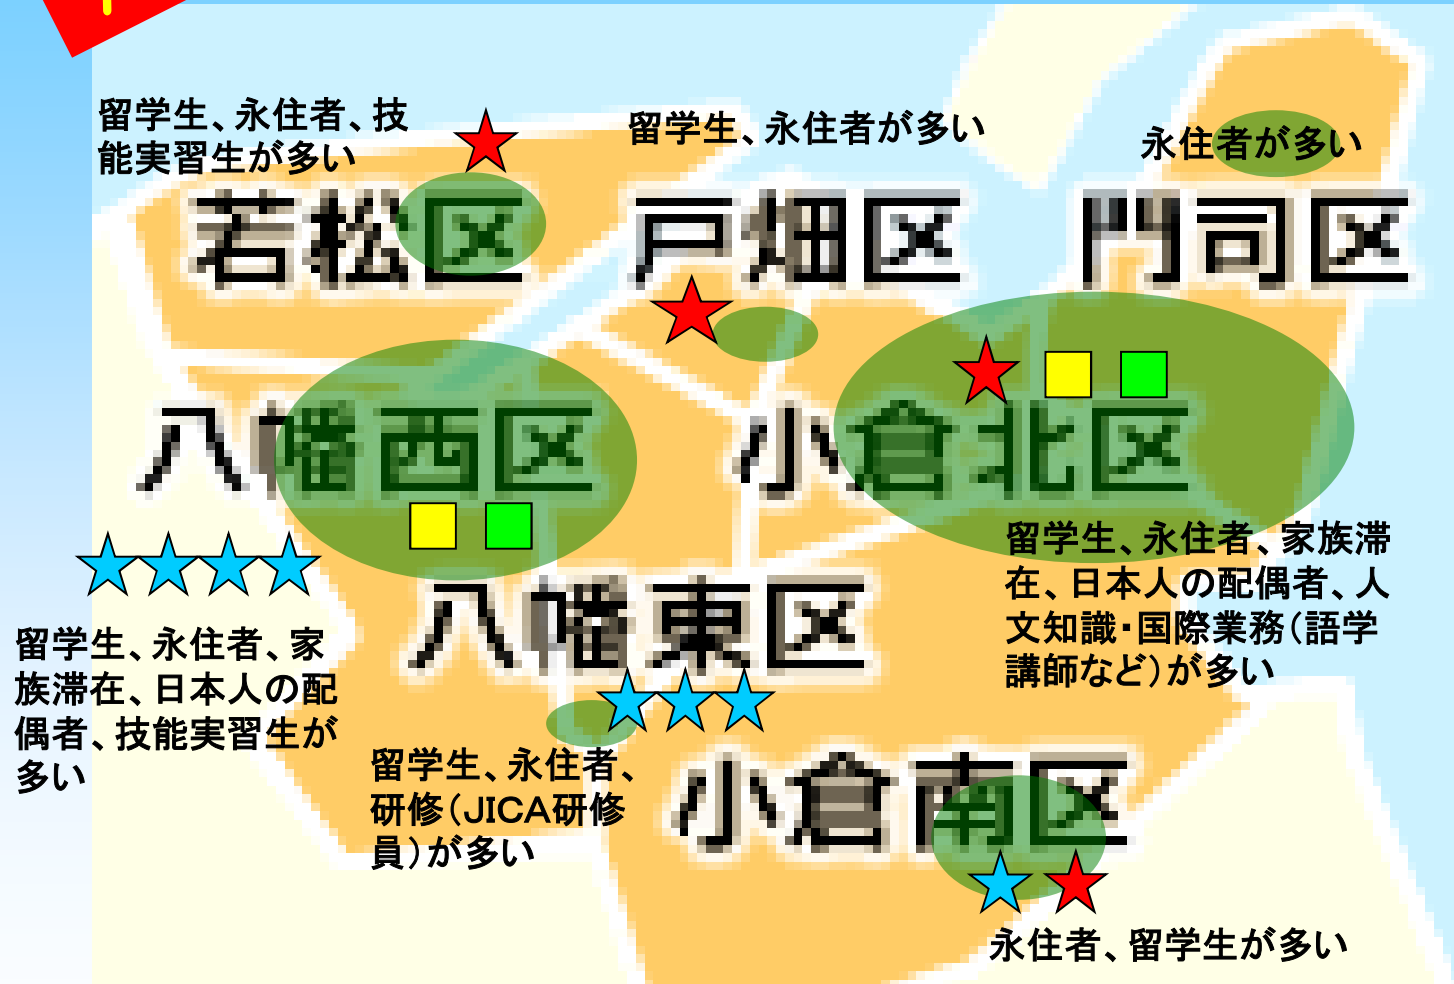 留学生、永住者、技
能実習生が多い
留学生、永住者が多い
永住者が多い
若松区
戸畑区
門司区
八幡西区
小倉北区
留学生、永住者、家族滞
在、日本人の配偶者、人
文知識・国際業務（語学
講師など）が多い
八幡東区
留学生、永住者、家
族滞在、日本人の配
偶者、技能実習生が
多い
留学生、永住者、
研修（JICA研修
員）が多い
小倉南区
永住者、留学生が多い